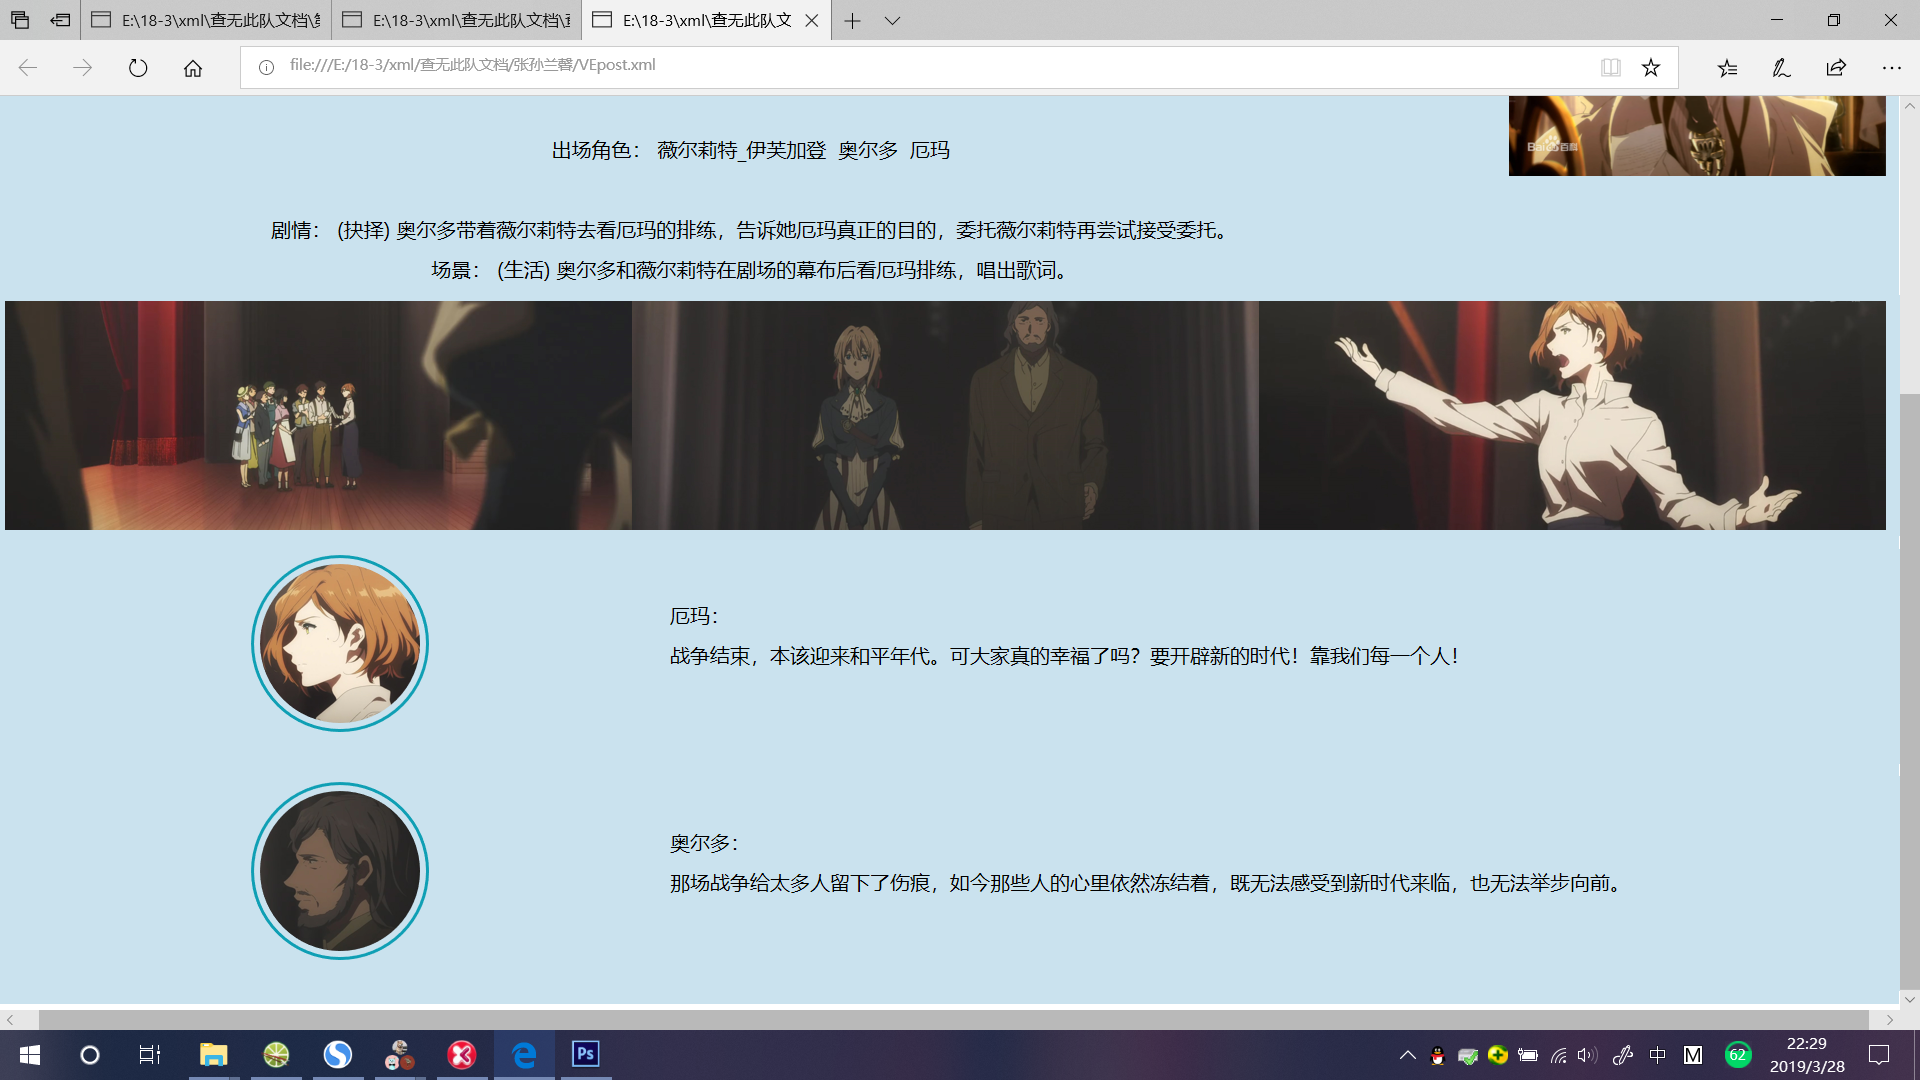 E:\18-3\xml\查无此队文档\
E:\18-3\xml\查无此队文档\
E:\18-3\xml\查无此队文
file:///E:/18-3/xml/查无此队文档/张孙兰馨/VEpost.xml
Bai百科
出场角色： 薇尔莉特_伊芙加登 奥尔多 厄玛
剧情： (抉择) 奥尔多带着薇尔莉特去看厄玛的排练，告诉她厄玛真正的目的，委托薇尔莉特再尝试接受委托。
场景： (生活) 奥尔多和薇尔莉特在剧场的幕布后看厄玛排练，唱出歌词。
厄玛：
战争结束，本该迎来和平年代。可大家真的幸福了吗？要开辟新的时代！靠我们每一个人！
奥尔多：
那场战争给太多人留下了伤痕，如今那些人的心里依然冻结着，既无法感受到新时代来临，也无法举步向前。
Ps
中
M
62
22:29
2019/3/28